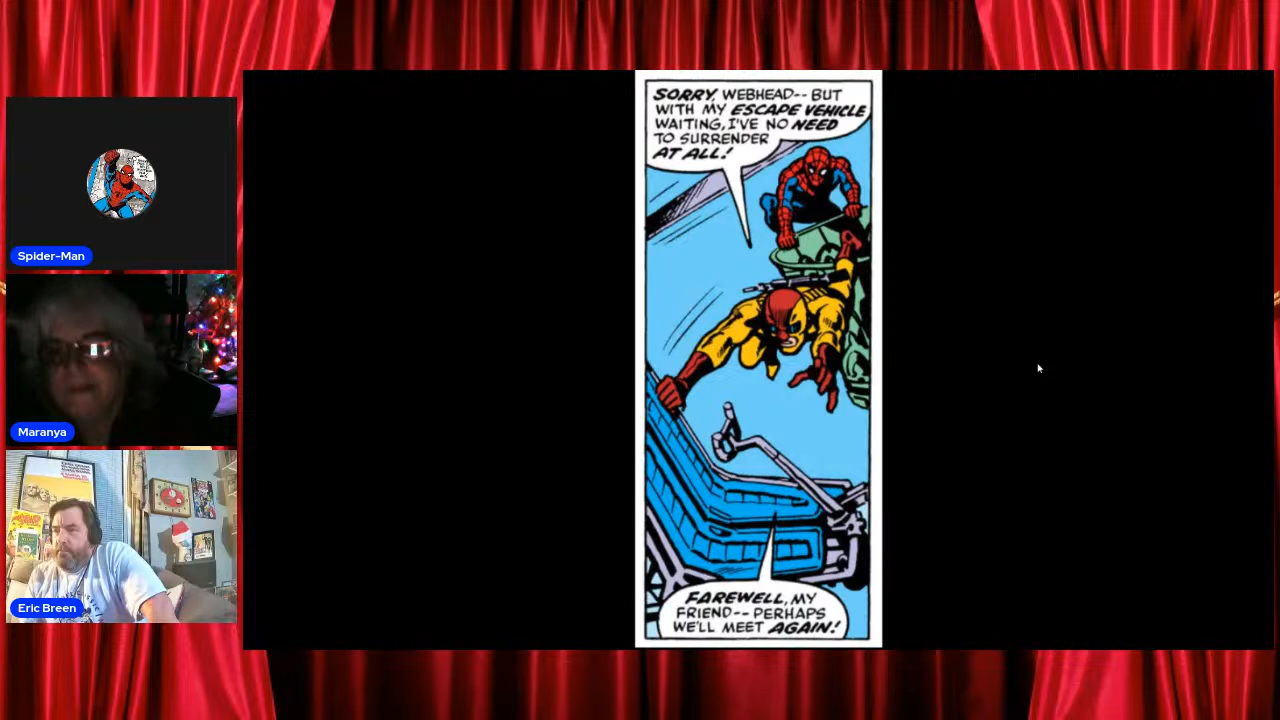 SORRY, WEBHEAD-- BUT
WITH MY ESCAPE VEHICLE
WAITING, I'VE NO NEED
TO SURRENDER
AT ALL!
FAREWELL, MY
FRIEND-- PERHAPS
WE'LL MEET AGAIN!
Spider-Man
Maranya
Eric Breen